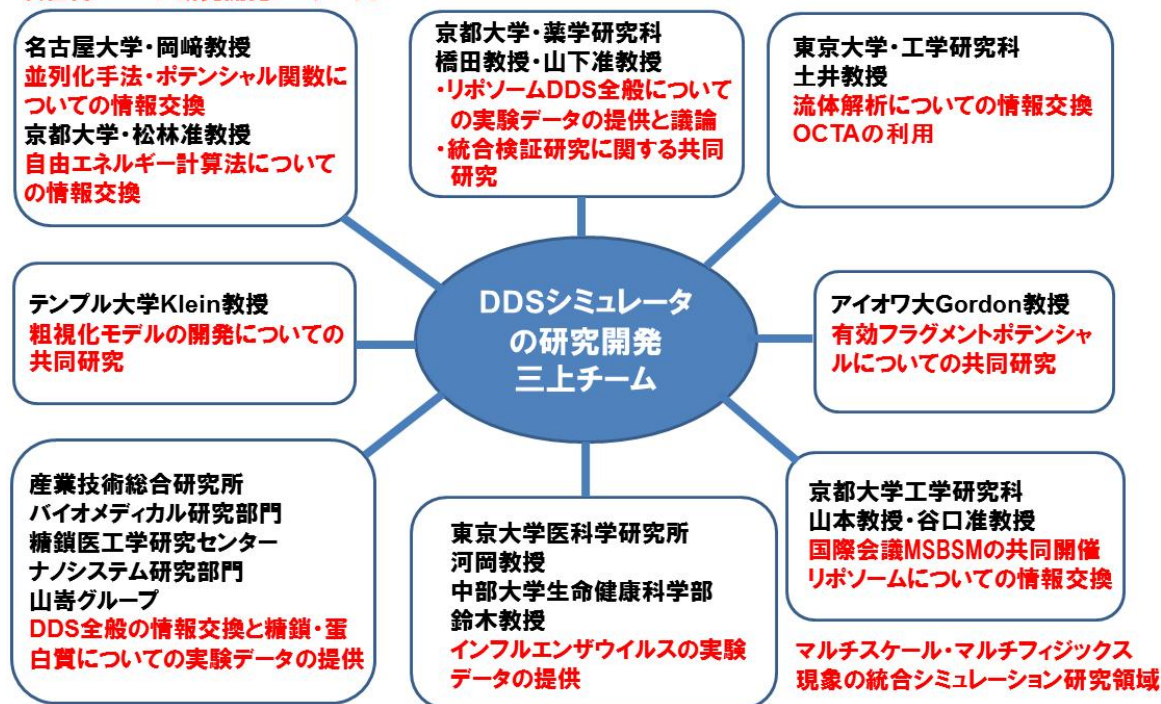 名古屋大学・岡﨑教授
並列化手法・ポテンシャル関数に
ついての情報交換
京都大学・松林准教授
自由エネルギー計算法について
の情報交換
京都大学・薬学研究科
橋田教授・山下准教授
・リポソームDDS全般について
の実験データの提供と議論
・統合検証研究に関する共同
研究
東京大学・工学研究科
土井教授
流体解析についての情報交換
OCTAの利用
テンプル大学Klein教授
粗視化モデルの開発についての
共同研究
DDSシミュレータ
の研究開発
三上チーム
アイオワ大Gordon教授
有効フラグメントポテンシャ
ルについての共同研究
産業技術総合研究所
バイオメディカル研究部門
糖鎖医工学研究センター
ナノシステム研究部門
山嵜グループ
DDS全般の情報交換と糖鎖・蛋
白質についての実験データの提供
東京大学医科学研究所
河岡教授
中部大学生命健康科学部
鈴木教授
インフルエンザウイルスの実験
データの提供
京都大学工学研究科
山本教授・谷口准教授
国際会議MSBSMの共同開催
リポソームについての情報交換
マルチスケール・マルチフィジックス
現象の統合シミュレーション研究領域